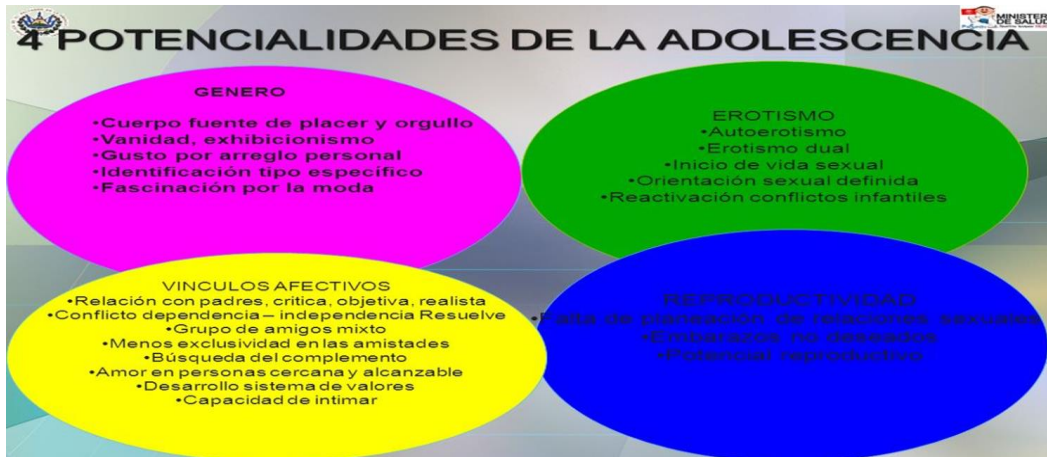 MINISTER
DE SALUD
4 POTENCIALIDADES DE LA ADOLESCENCIA
GENERO
•Cuerpo fuente de placer y orgullo
•Vanidad, exhibicionismo
•Gusto por arreglo personal
•Identificación tipo específico
•Fascinación por la moda
EROTISMO
•Autoerotismo
•Erotismo dual
•Inicio de vida sexual
•Orientación sexual definida
•Reactivación conflictos infantiles
VINCULOS AFECTIVOS
•Relación con padres, critica, objetiva, realista
•Conflicto dependencia – independencia Resuelve
•Grupo de amigos mixto
•Menos exclusividad en las amistades
•Búsqueda del complemento
•Amor en personas cercana y alcanzable
•Desarrollo sistema de valores
•Capacidad de intimar
REPRODUCTIVIDAD
•Falta de planeación de relaciones sexuales
•Embarazos no deseados
•Potencial reproductivo